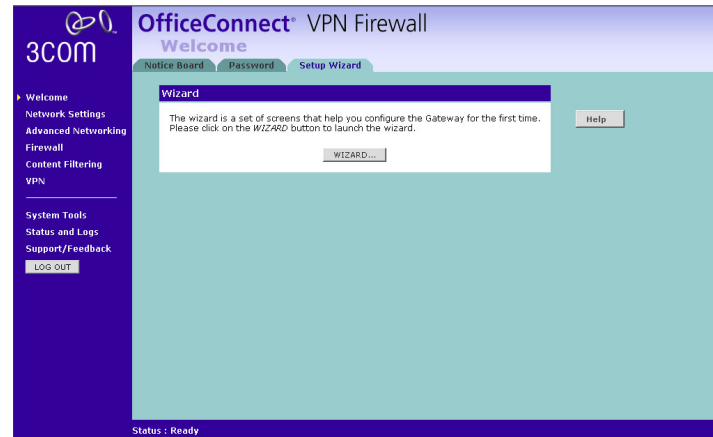 3COM
OfficeConnect® VPN Firewall
Welcome
Notice Board Password Setup Wizard
Welcome
Network Settings
Advanced Networking
Firewall
Content Filtering
VPN
System Tools
Status and Logs
Support/Feedback
LOG OUT
Wizard
The wizard is a set of screens that help you configure the Gateway for the first time.
Please click on the WIZARD button to launch the wizard.
WIZARD...
Help
Status : Ready